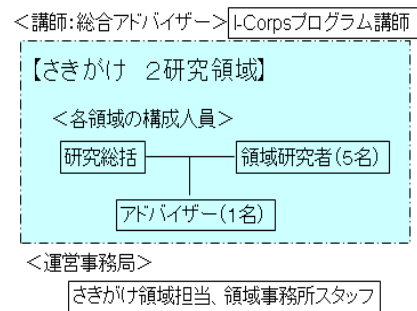 ＜講師:総合アドバイザー＞ I-Corpsプログラム講師
【さきがけ　2研究領域】
＜各領域の構成人員＞
研究総括 領域研究者(5名)
アドバイザー(1名)
＜運営事務局＞
さきがけ領域担当、領域事務所スタッフ